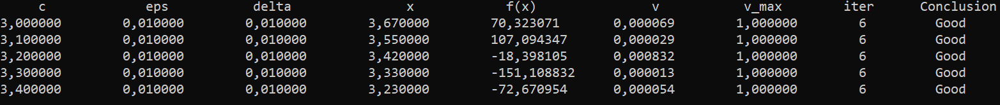 c eps delta x f(x) v v_max iter Conclusion
3,000000 0,010000 0,010000 3,670000 70,323071 0,000069 1,000000 6 Good
3,100000 0,010000 0,010000 3,550000 107,094347 0,000029 1,000000 6 Good
3,200000 0,010000 0,010000 3,420000 -18,398105 0,000832 1,000000 6 Good
3,300000 0,010000 0,010000 3,330000 -151,108832 0,000013 1,000000 6 Good
3,400000 0,010000 0,010000 3,230000 -72,670954 0,000054 1,000000 6 Good